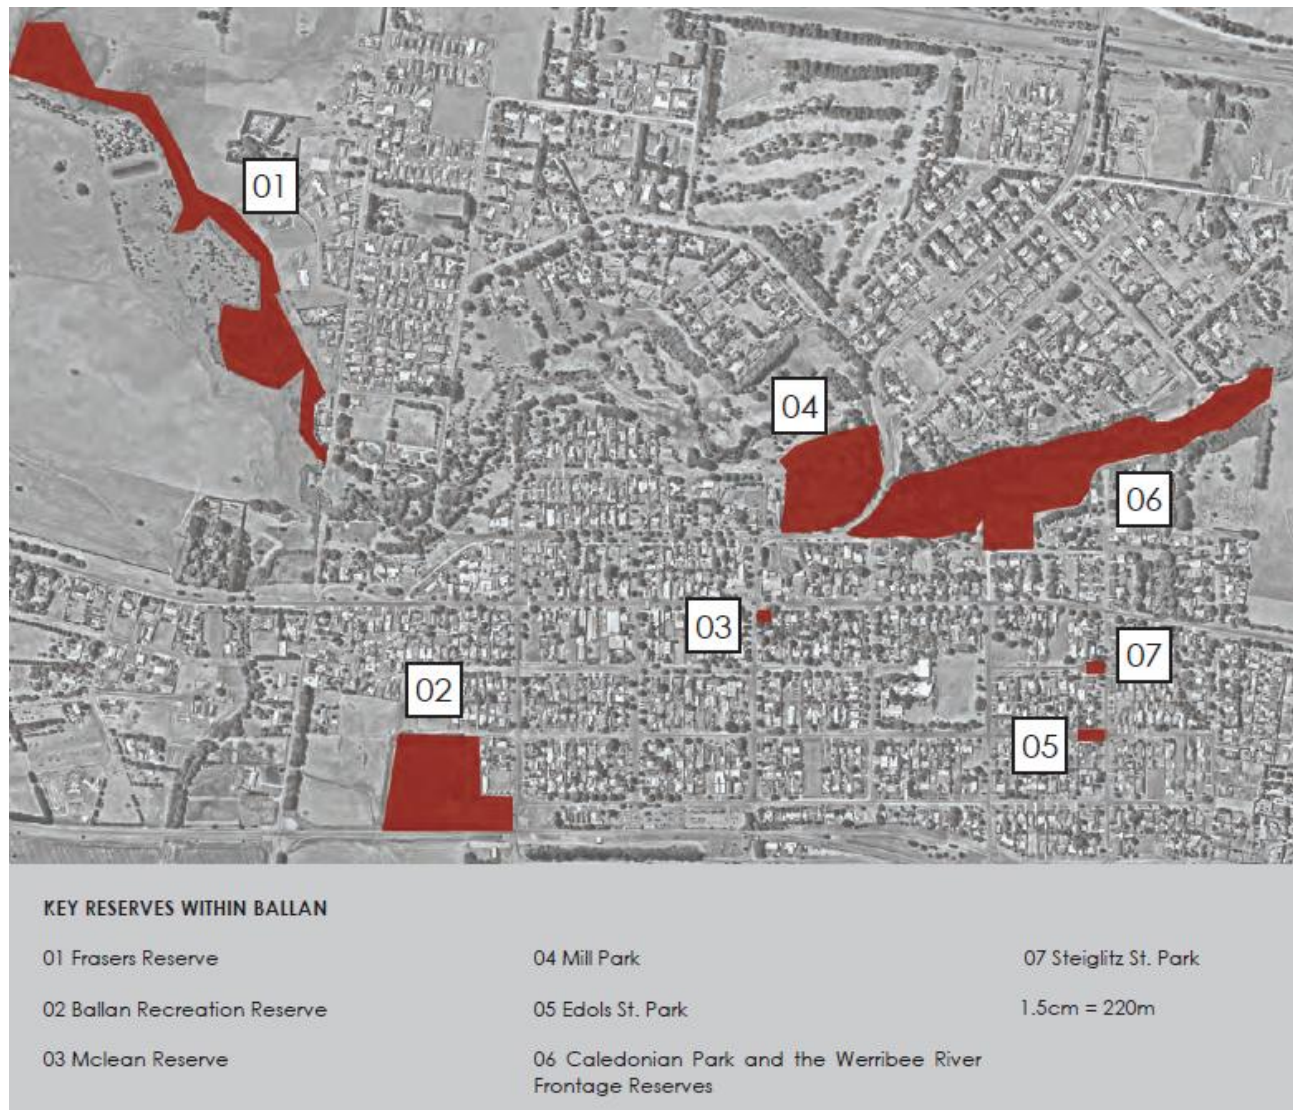 01
04
06
03
07
02
05
KEY RESERVES WITHIN BALLAN
01 Frasers Reserve
02 Ballan Recreation Reserve
03 Mclean Reserve
04 Mill Park
05 Edols St. Park
06 Caledonian Park and the Werribee River
Frontage Reserves
07 Steiglitz St. Park
1.5cm = 220m